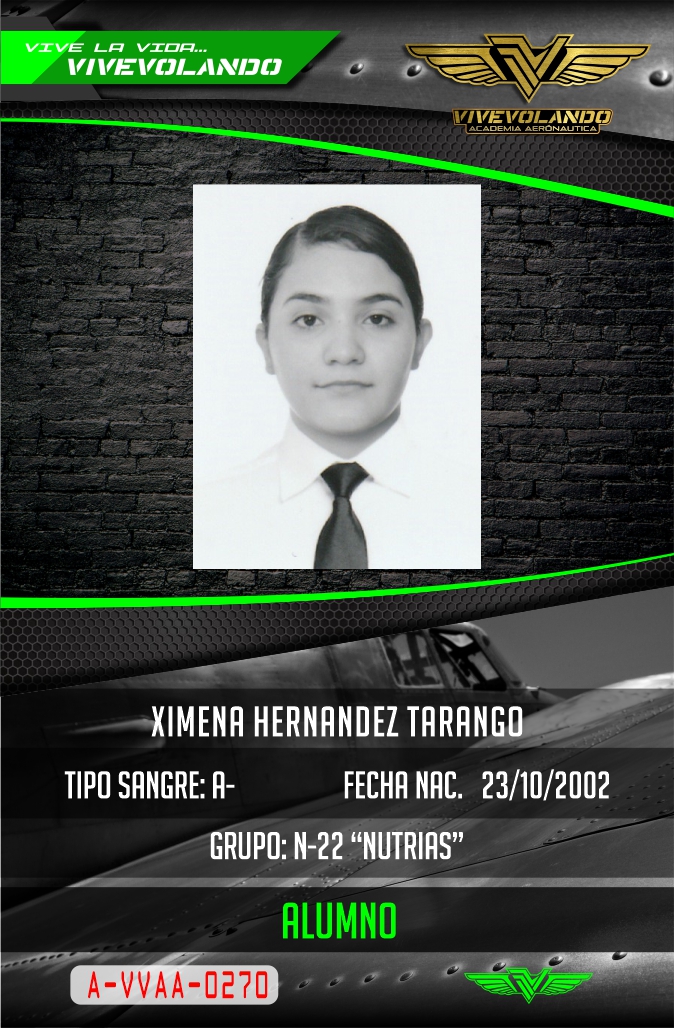 VIVE LA VIDA...
VIVEVOLANDO
VIVEVOLANDO
ACADEMIA AERÓNAUTICA
XIMENA HERNANDEZ TARANGO
TIPO SANGRE: A- FECHA NAC. 23/10/2002
GRUPO: N-22 “NUTRIAS”
ALUMNO
A-VVAA-0270